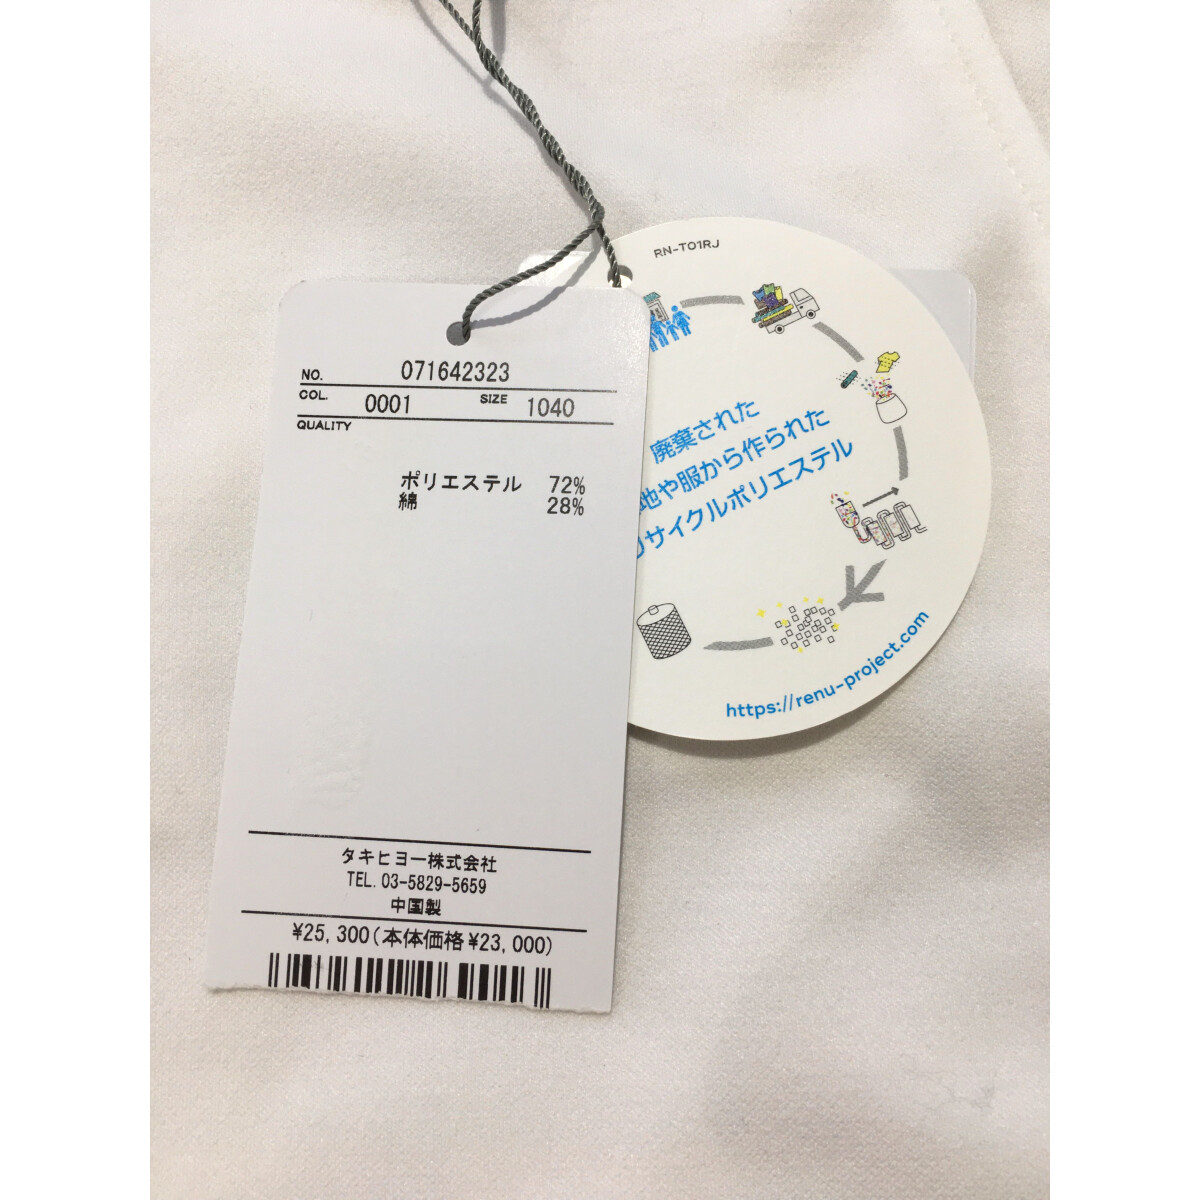 NO. 071642323
COL. 0001 SIZE 1040
QUALITY
ポリエステル 72%
綿 28%
タキヒヨー株式会社
TEL. 03-5829-5659
中国製
¥25,300(本体価格¥23,000)
RN-T01RJ
廃棄された
地や服から作られた
サイクルポリエステル
https://renu-project.com